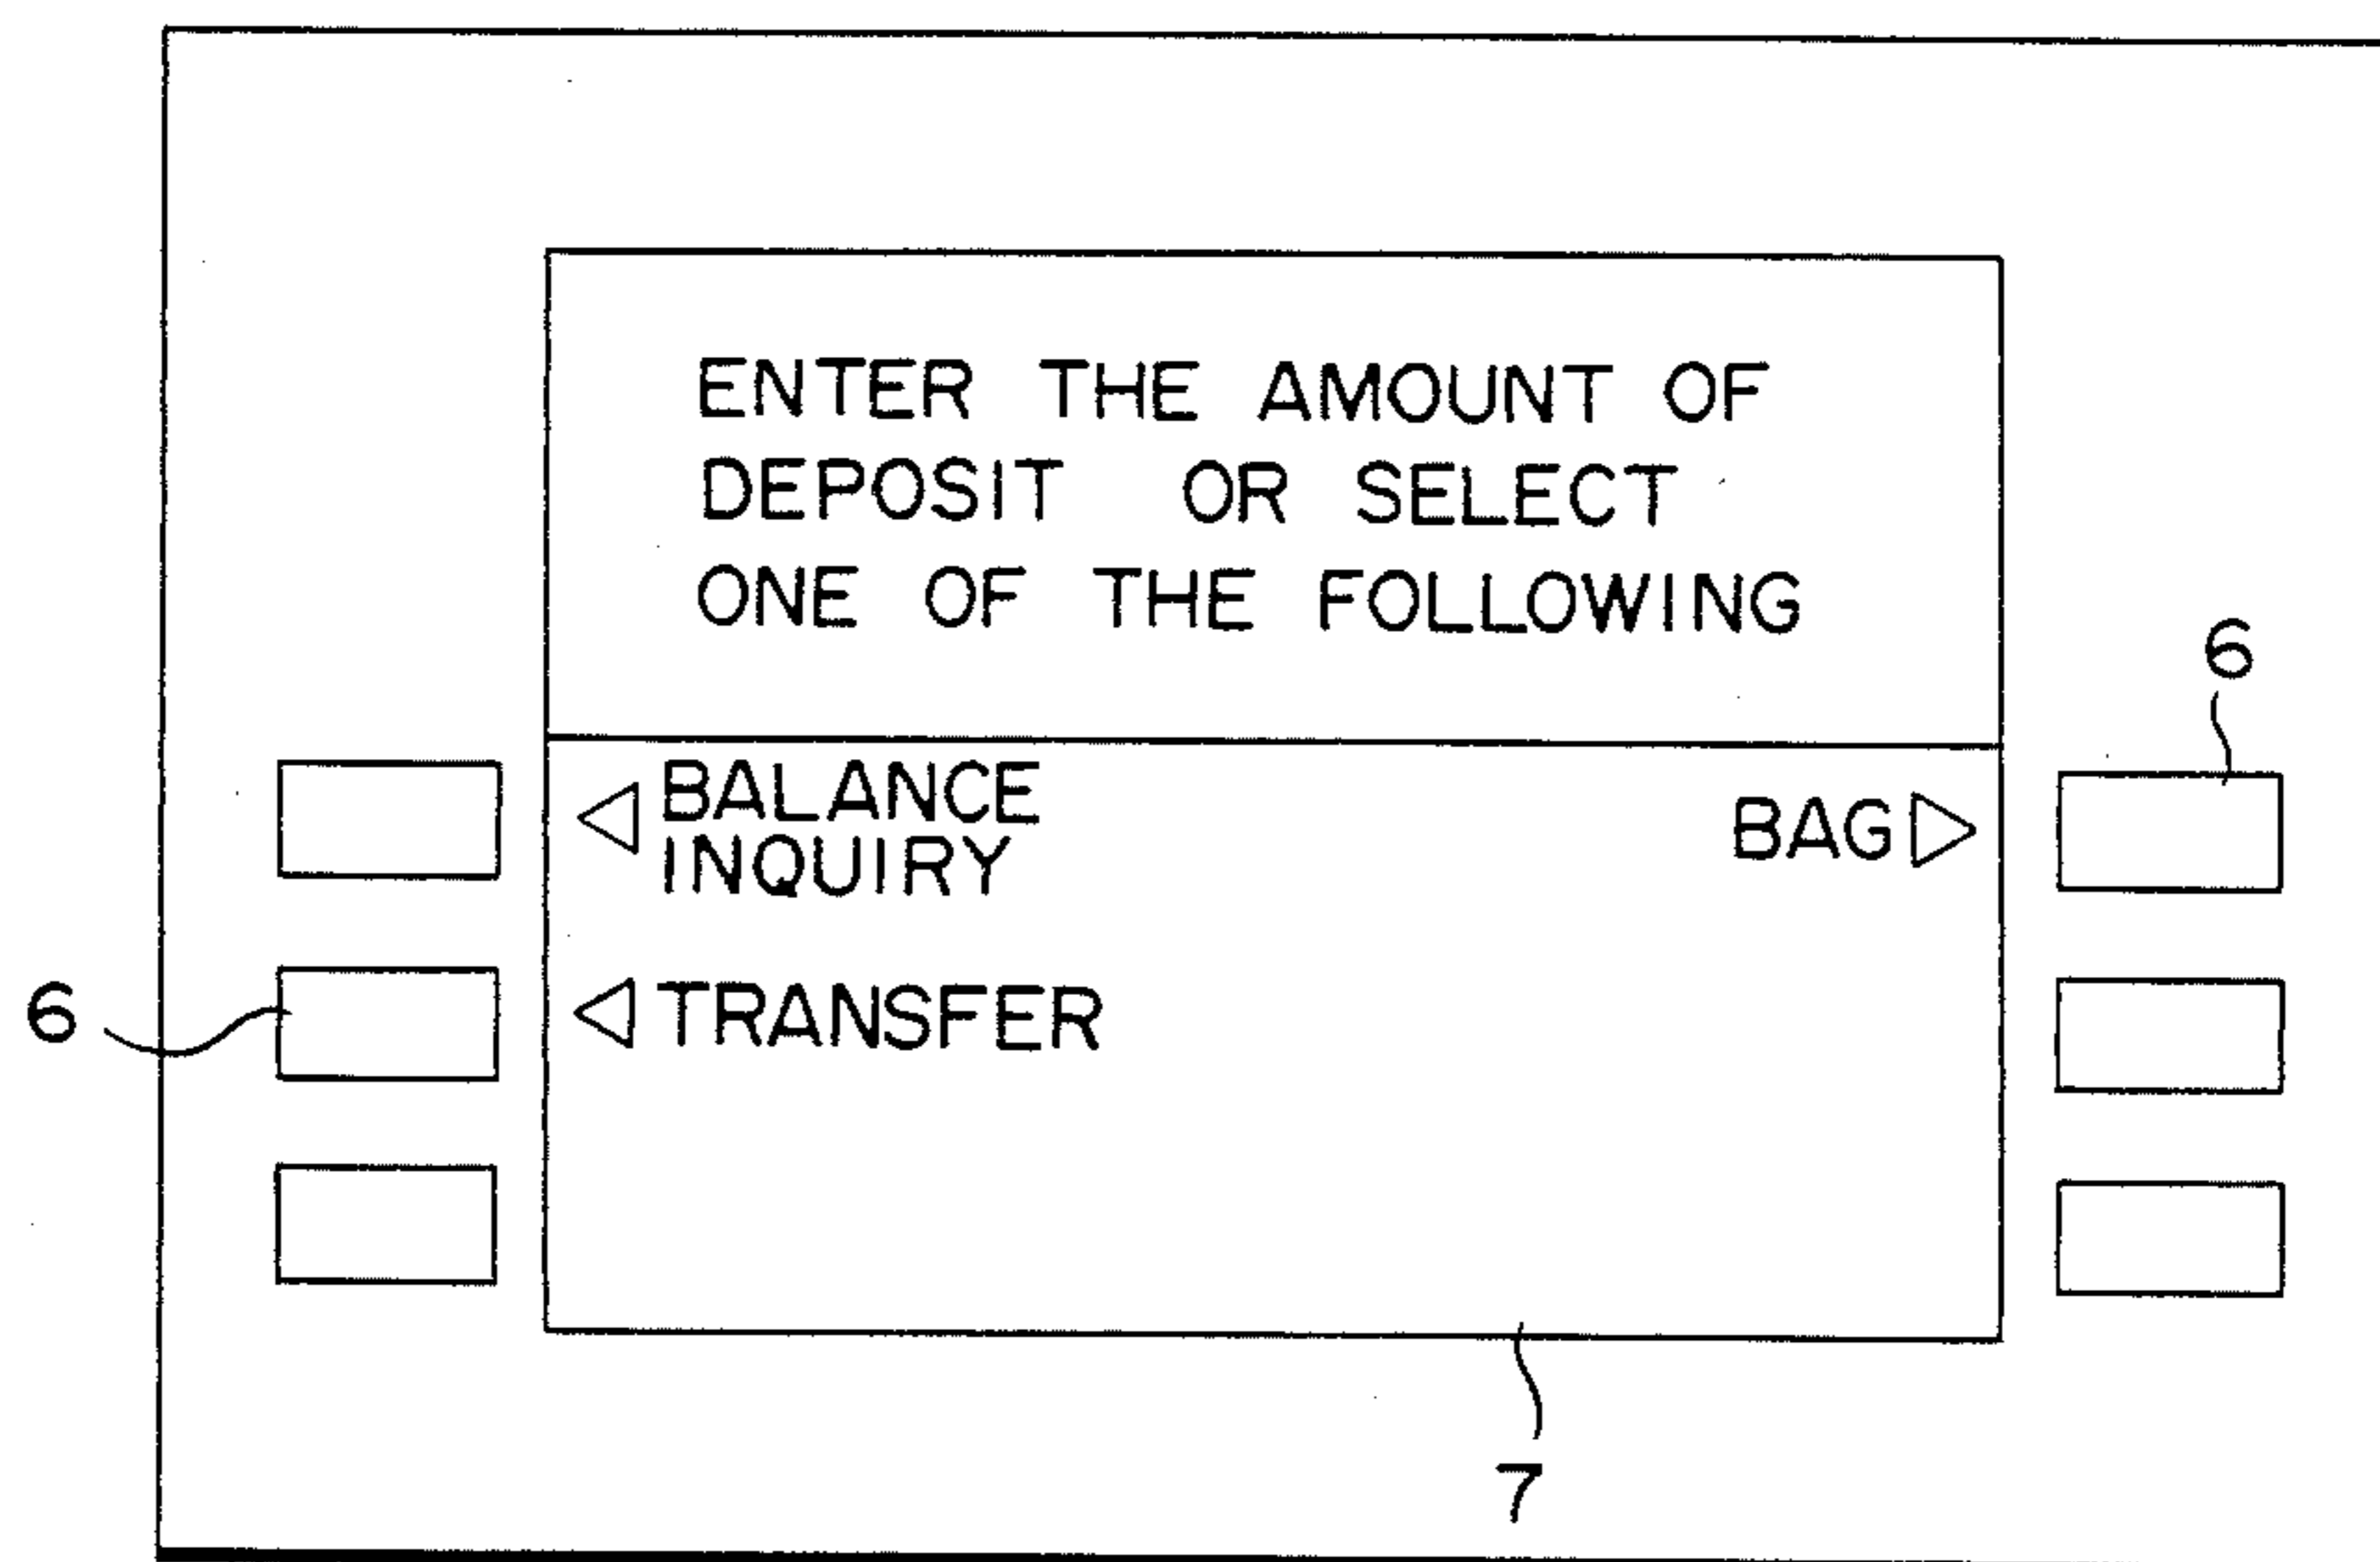 ENTER THE AMOUNT OF
DEPOSIT OR SELECT
ONE OF THE FOLLOWING
6
BALANCE
INQUIRY
BAG
6
TRANSFER
7